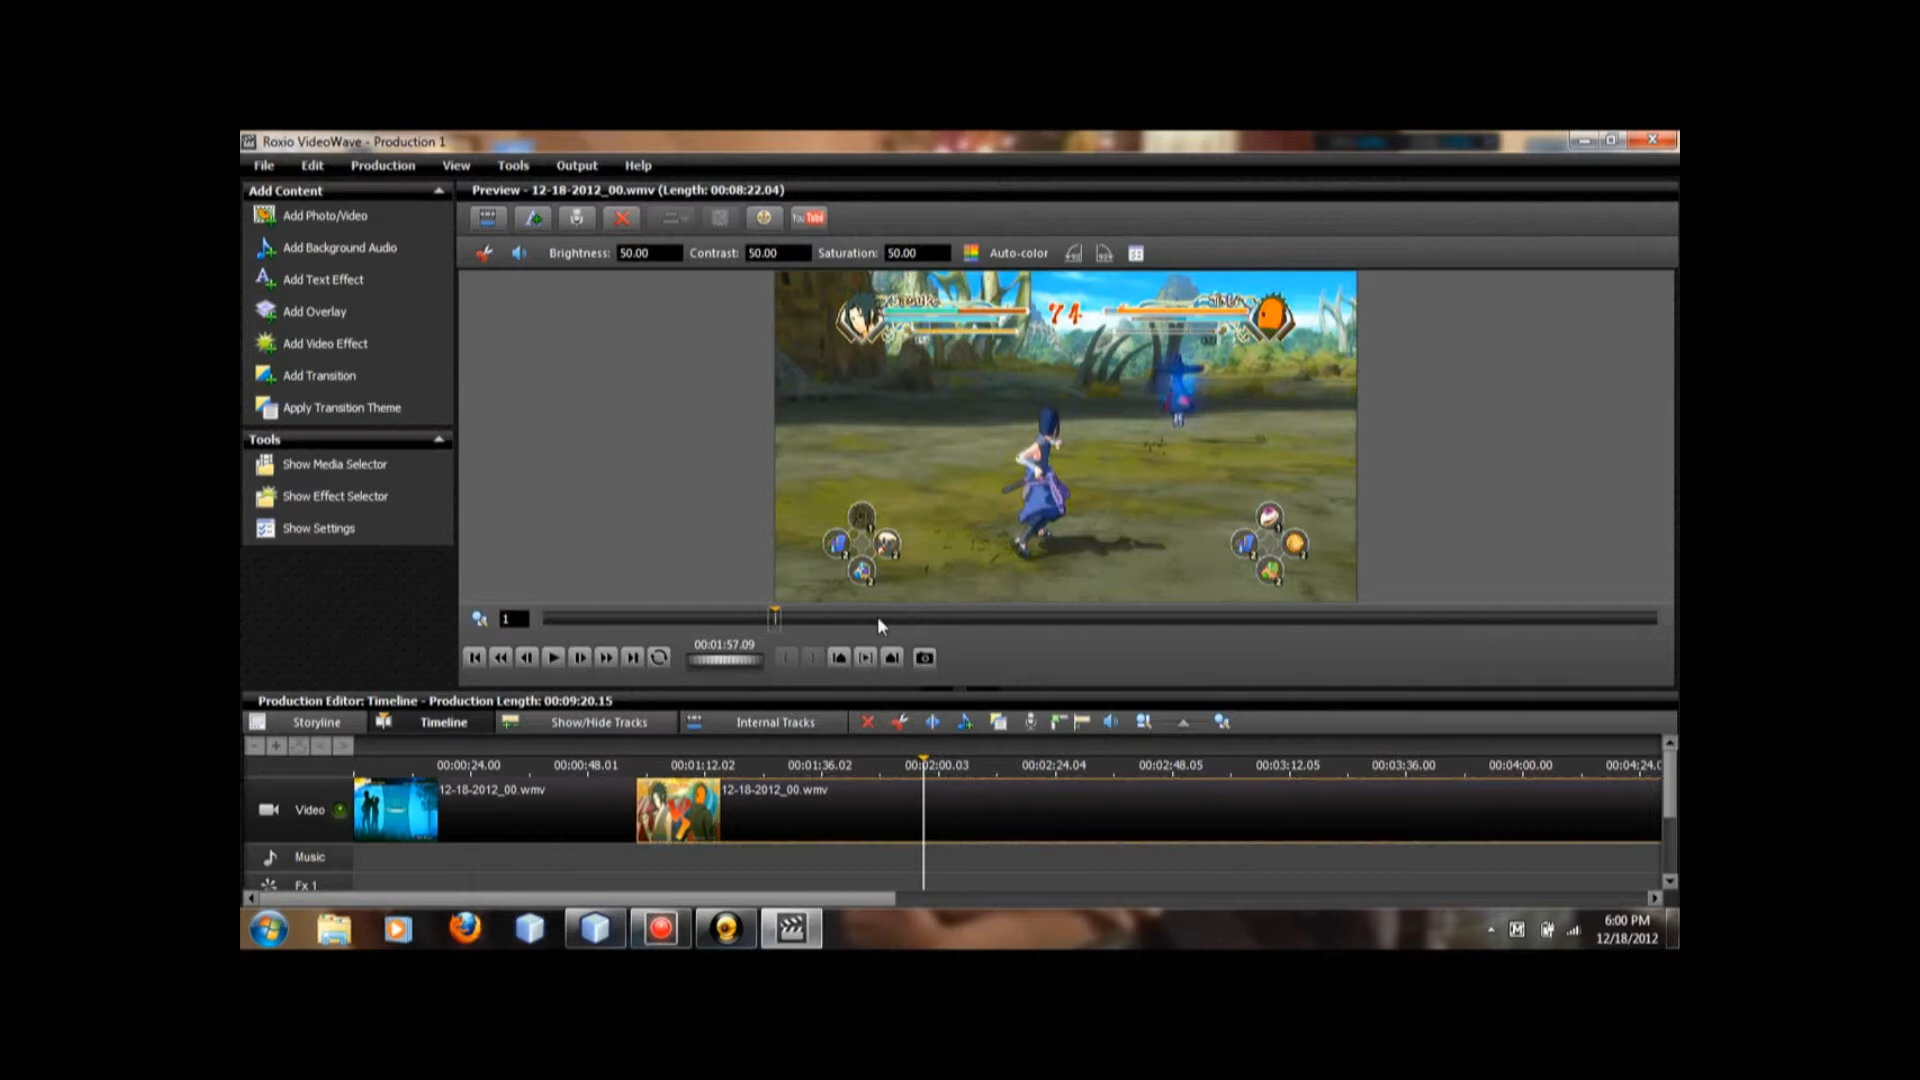 Roxio VideoWave - Production 1
File Edit Production View Tools Output Help
Add Content
Preview - 12-18-2012_00.wmv (Length: 00:08:22.04)
Add Photo/Video
You Tube
Add Background Audio
Brightness: 50.00 Contrast: 50.00 Saturation: 50.00 Auto-color
Add Text Effect
Add Overlay
74
Add Video Effect
Add Transition
Apply Transition Theme
Tools
Show Media Selector
Show Effect Selector
Show Settings
1
00:01:57.09
Production Editor: Timeline - Production Length: 00:09:20.15
Storyline Timeline Show/Hide Tracks Internal Tracks
00:00:24.00 00:00:48.01 00:01:12.02 00:01:36.02 00:02:00.03 00:02:24.04 00:02:48.05 00:03:12.05 00:03:36.00 00:04:00.00 00:04:24.0
12-18-2012_00.wmv 12-18-2012_00.wmv
Video
Music
Fx 1
6:00 PM
12/18/2012